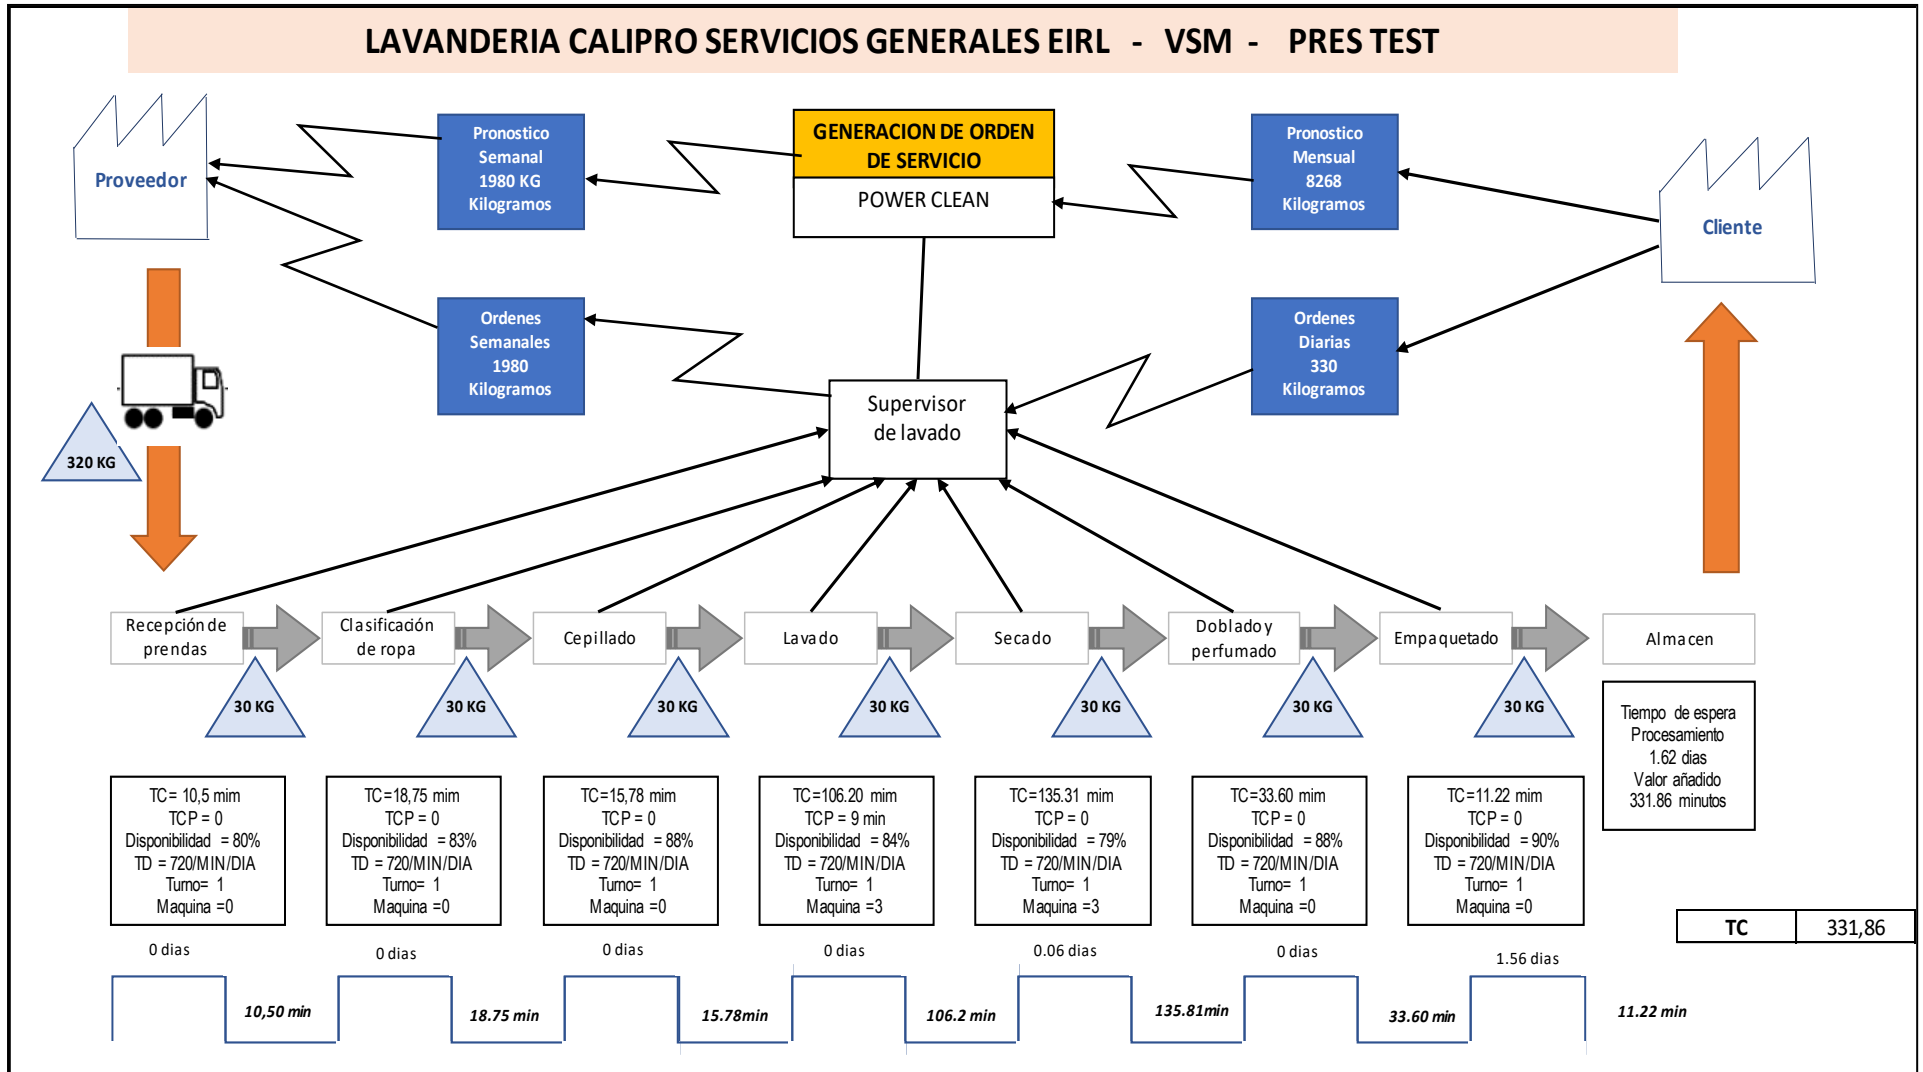 LAVANDERIA CALIPRO SERVICIOS GENERALES EIRL - VSM - PRES TEST
Proveedor
Pronostico
Semanal
1980 KG
Kilogramos
GENERACION DE ORDEN
DE SERVICIO
POWER CLEAN
Pronostico
Mensual
8268
Kilogramos
Cliente
Ordenes
Semanales
1980
Kilogramos
Ordenes
Diarias
330
Kilogramos
Supervisor
de lavado
320 KG
Recepción de
prendas
Clasificación
de ropa
Cepillado
Lavado
Secado
Doblado y
perfumado
Empaquetado
Almacen
30 KG
30 KG
30 KG
30 KG
30 KG
30 KG
30 KG
Tiempo de espera
Procesamiento
1.62 dias
Valor añadido
331.86 minutos
TC= 10,5 mim
TCP = 0
Disponibilidad = 80%
TD = 720/MIN/DIA
Turno= 1
Maquina =0
TC=18,75 mim
TCP = 0
Disponibilidad = 83%
TD = 720/MIN/DIA
Turno= 1
Maquina =0
TC=15,78 mim
TCP = 0
Disponibilidad = 88%
TD = 720/MIN/DIA
Turno= 1
Maquina =0
TC=106.20 mim
TCP = 9 min
Disponibilidad = 84%
TD = 720/MIN/DIA
Turno= 1
Maquina =3
TC=135.31 mim
TCP = 0
Disponibilidad = 79%
TD = 720/MIN/DIA
Turno= 1
Maquina =3
TC=33.60 mim
TCP = 0
Disponibilidad = 88%
TD = 720/MIN/DIA
Turno= 1
Maquina =0
TC=11.22 mim
TCP = 0
Disponibilidad = 90%
TD = 720/MIN/DIA
Turno= 1
Maquina =0
TC 331,86
0 dias
0 dias
0 dias
0 dias
0.06 dias
0 dias
1.56 dias
10,50 min
18.75 min
15.78min
106.2 min
135.81min
33.60 min
11.22 min